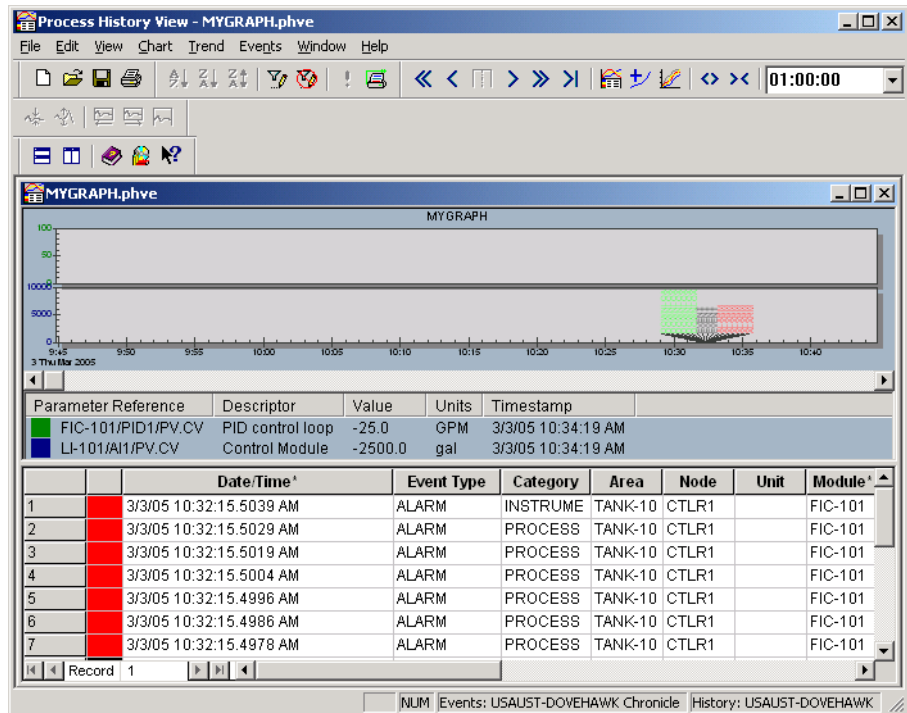 Process History View - MYGRAPH.phve
File Edit View Chart Trend Events Window Help
01:00:00
MYGRAPH.phve
MYGRAPH
100
50
0
10000
5000
0
9:45 9:50 9:55 10:00 10:05 10:10 10:15 10:20 10:25 10:30 10:35 10:40
3 Thu Mar 2005
Parameter Reference Descriptor Value Units Timestamp
FIC-101/PID1/PV.CV PID control loop -25.0 GPM 3/3/05 10:34:19 AM
LI-101/AI1/PV.CV Control Module -2500.0 gal 3/3/05 10:34:19 AM
Date/Time* Event Type Category Area Node Unit Module*
1 3/3/05 10:32:15.5039 AM ALARM INSTRUME TANK-10 CTLR1 FIC-101
2 3/3/05 10:32:15.5029 AM ALARM PROCESS TANK-10 CTLR1 FIC-101
3 3/3/05 10:32:15.5019 AM ALARM PROCESS TANK-10 CTLR1 FIC-101
4 3/3/05 10:32:15.5004 AM ALARM PROCESS TANK-10 CTLR1 FIC-101
5 3/3/05 10:32:15.4996 AM ALARM PROCESS TANK-10 CTLR1 FIC-101
6 3/3/05 10:32:15.4986 AM ALARM PROCESS TANK-10 CTLR1 FIC-101
7 3/3/05 10:32:15.4978 AM ALARM PROCESS TANK-10 CTLR1 FIC-101
Record 1
NUM Events: USAUST-DOVEHAWK Chronicle History: USAUST-DOVEHAWK